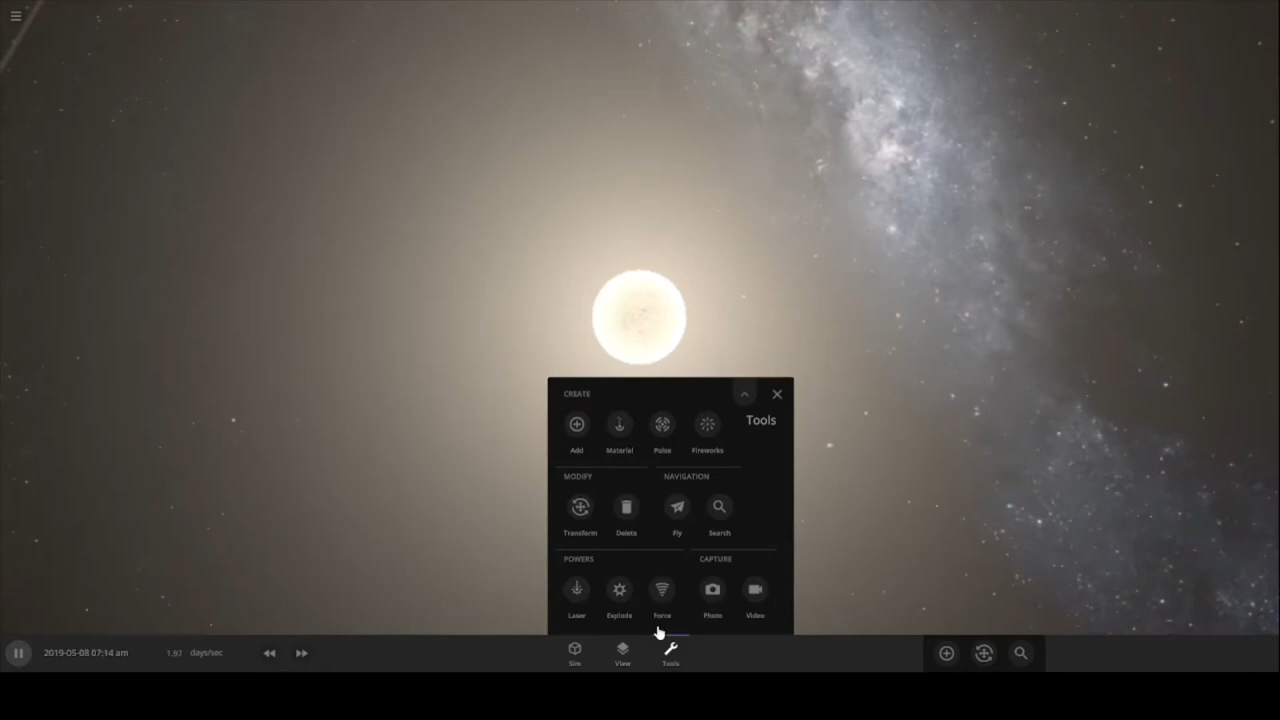 CREATE
Tools
Add Material Pulse Fireworks
MODIFY NAVIGATION
Transform Delete Fly Search
POWERS CAPTURE
Laser Explode Force Photo Video
2019-05-08 07:14 am 1.97 days/sec
Sim View Tools